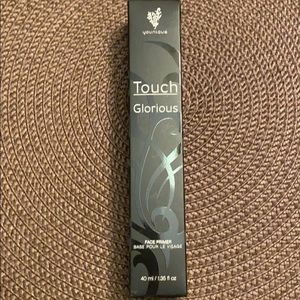 younique
Touch
Glorious
FACE PRIMER
BASE POUR LE VISAGE
40 ml / 1.35 fl oz